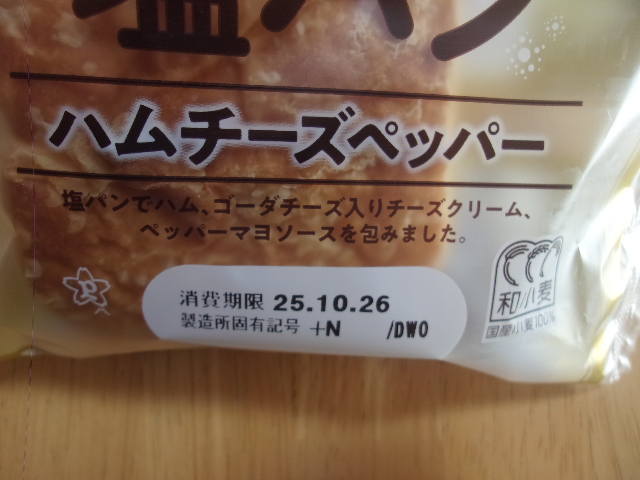 塩パン
ハムチーズペッパー
塩パンでハム、ゴーダチーズ入りチーズクリーム、
ペッパーマヨソースを包みました。
消費期限 25.10.26
製造所固有記号 +N /DW0
和小麦
国産小麦100%